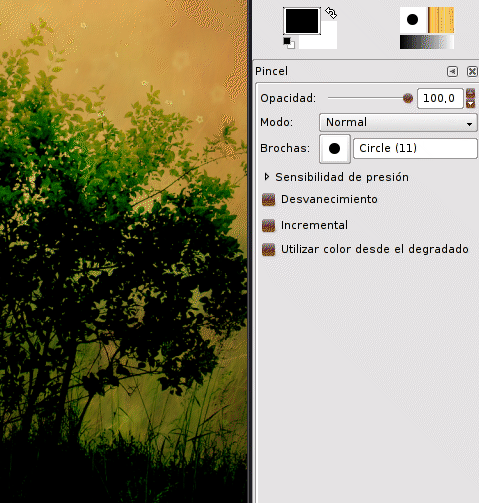 Pincel
Opacidad: 100,0
Modo: Normal
Brochas: Circle (11)
Sensibilidad de presión
Desvanecimiento
Incremental
Utilizar color desde el degradado